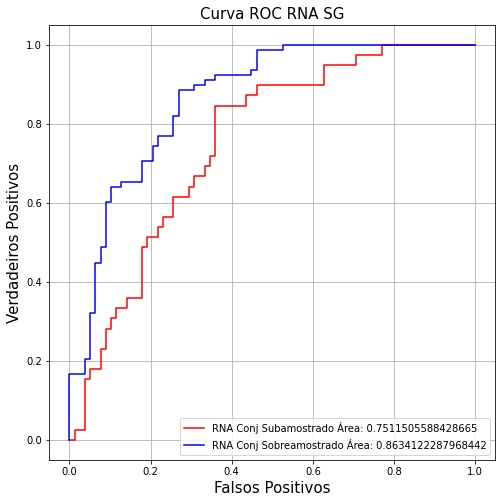 Curva ROC RNA SG
Verdadeiros Positivos
1.0
0.8
0.6
0.4
0.2
0.0
RNA Conj Subamostrado Área: 0.7511505588428665
RNA Conj Sobreamostrado Área: 0.8634122287968442
0.0 0.2 0.4 0.6 0.8 1.0
Falsos Positivos